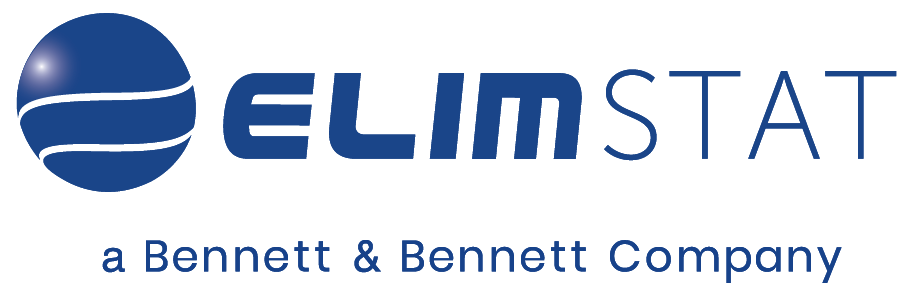 ELIMSTAT
a Bennett & Bennett Company